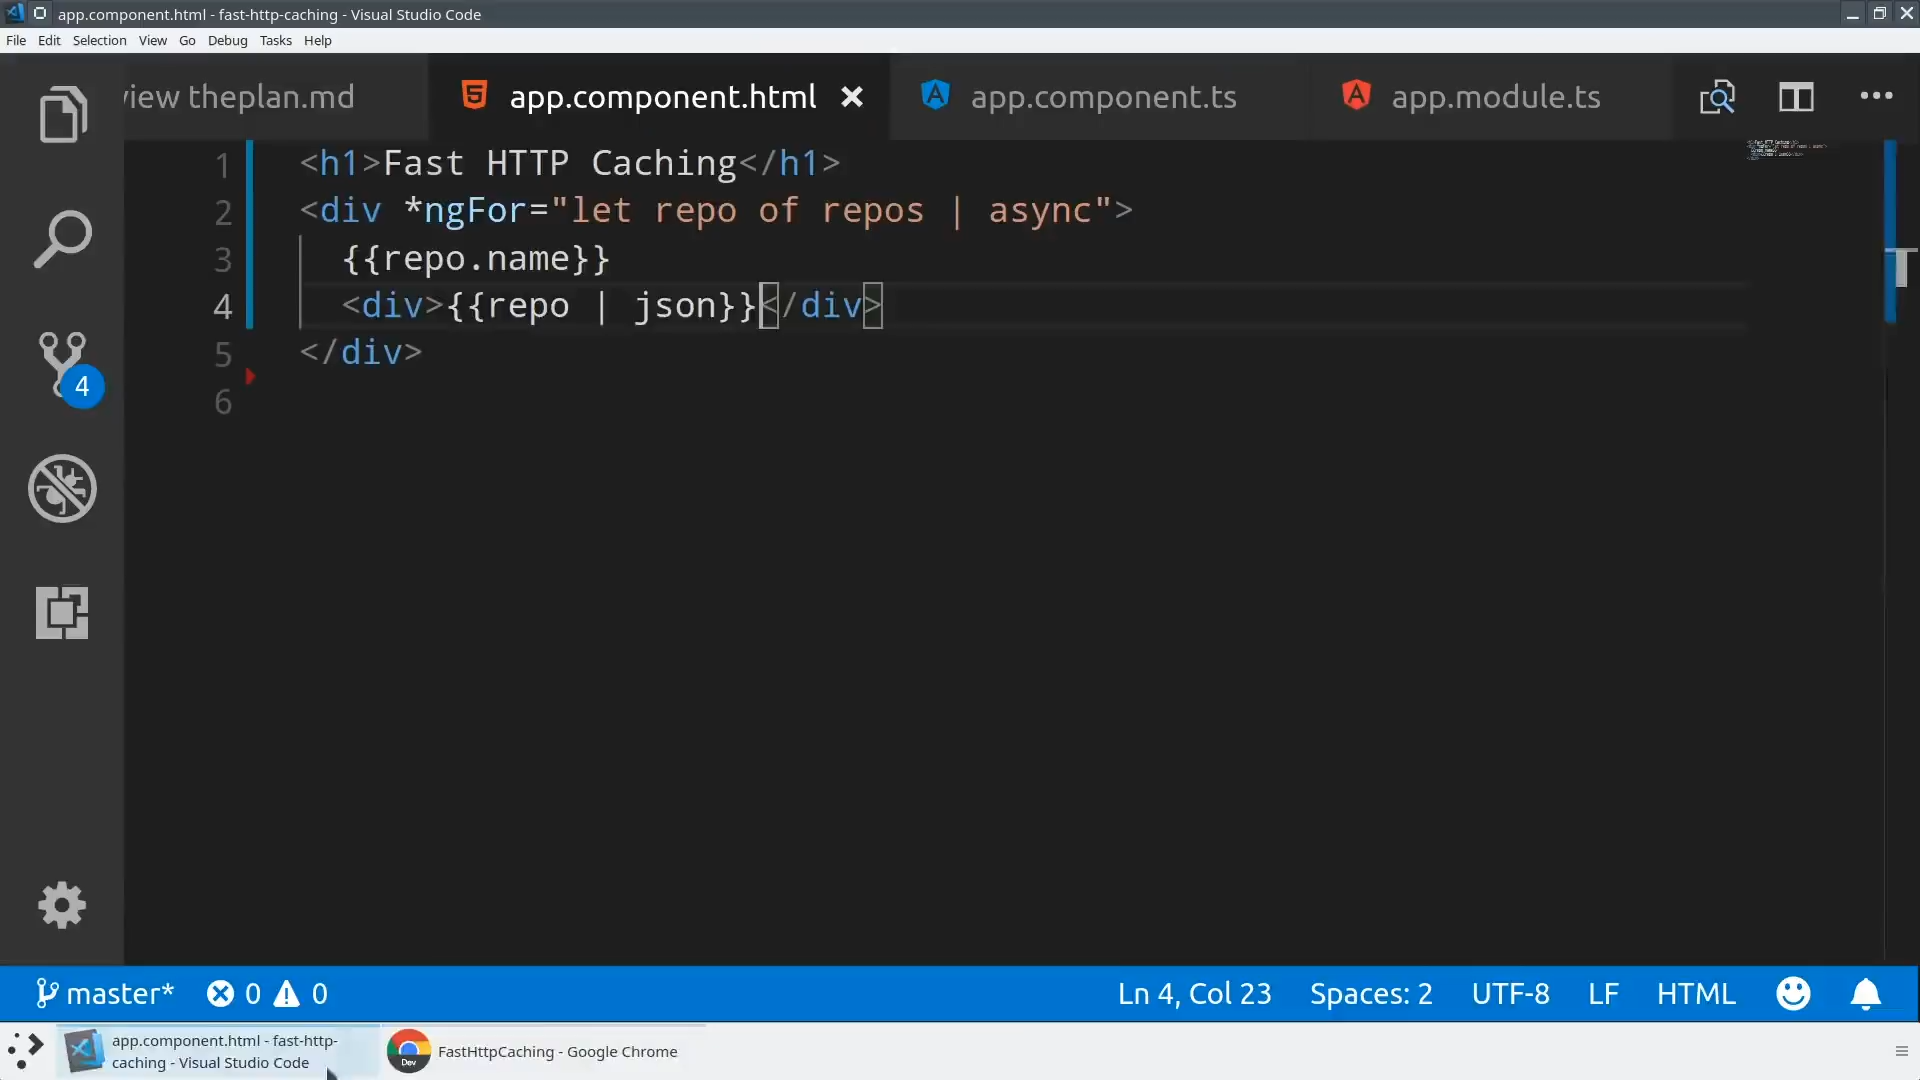 app.component.html - fast-http-caching - Visual Studio Code
File Edit Selection View Go Debug Tasks Help
view theplan.md app.component.html app.component.ts app.module.ts
1 <h1>Fast HTTP Caching</h1>
2 <div *ngFor="let repo of repos | async">
3 {{repo.name}}
4 <div>{{repo | json}}</div>
5 </div>
6
4
master* 0 0 Ln 4, Col 23 Spaces: 2 UTF-8 LF HTML
app.component.html - fast-http-
caching - Visual Studio Code
Dev
FastHttpCaching - Google Chrome